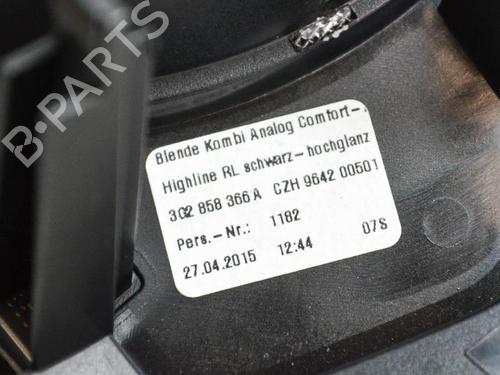 B-PARTS
Blende Kombi Analog Comfort-.
Highline RL schwarz-hochglanz
3G2 858 366 A CZH 9642 00501
Pers.-Nr.: 1182
27.04.2015 12:44 07S